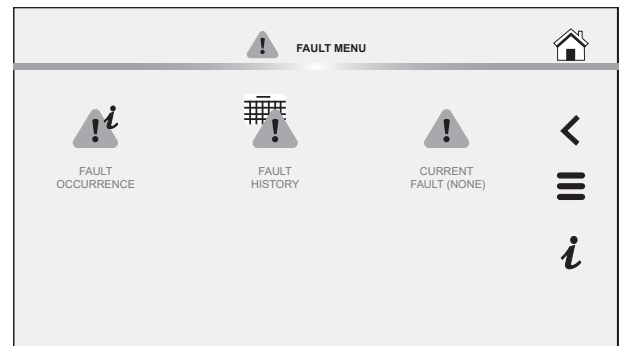 FAULT MENU
FAULT
OCCURRENCE
FAULT
HISTORY
CURRENT
FAULT (NONE)